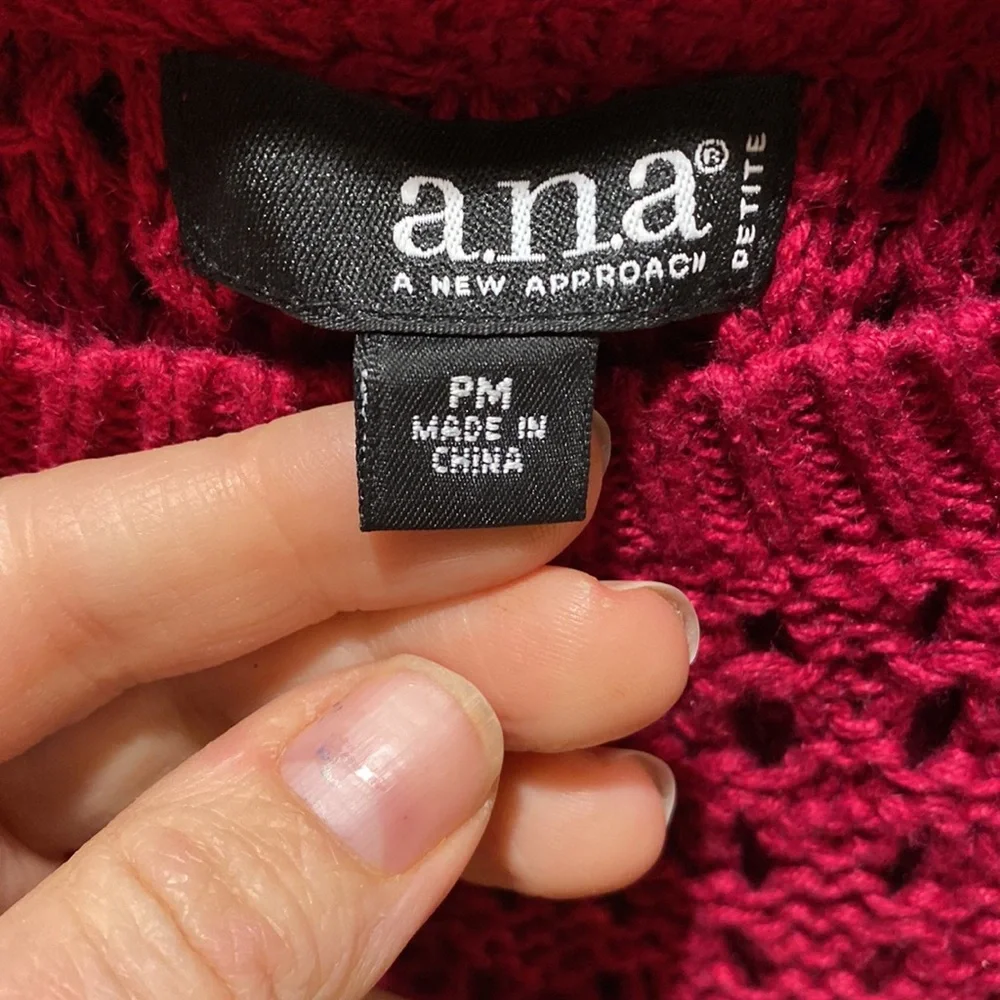 a.n.a®
PETITE
A NEW APPROACH
PM
MADE IN
CHINA